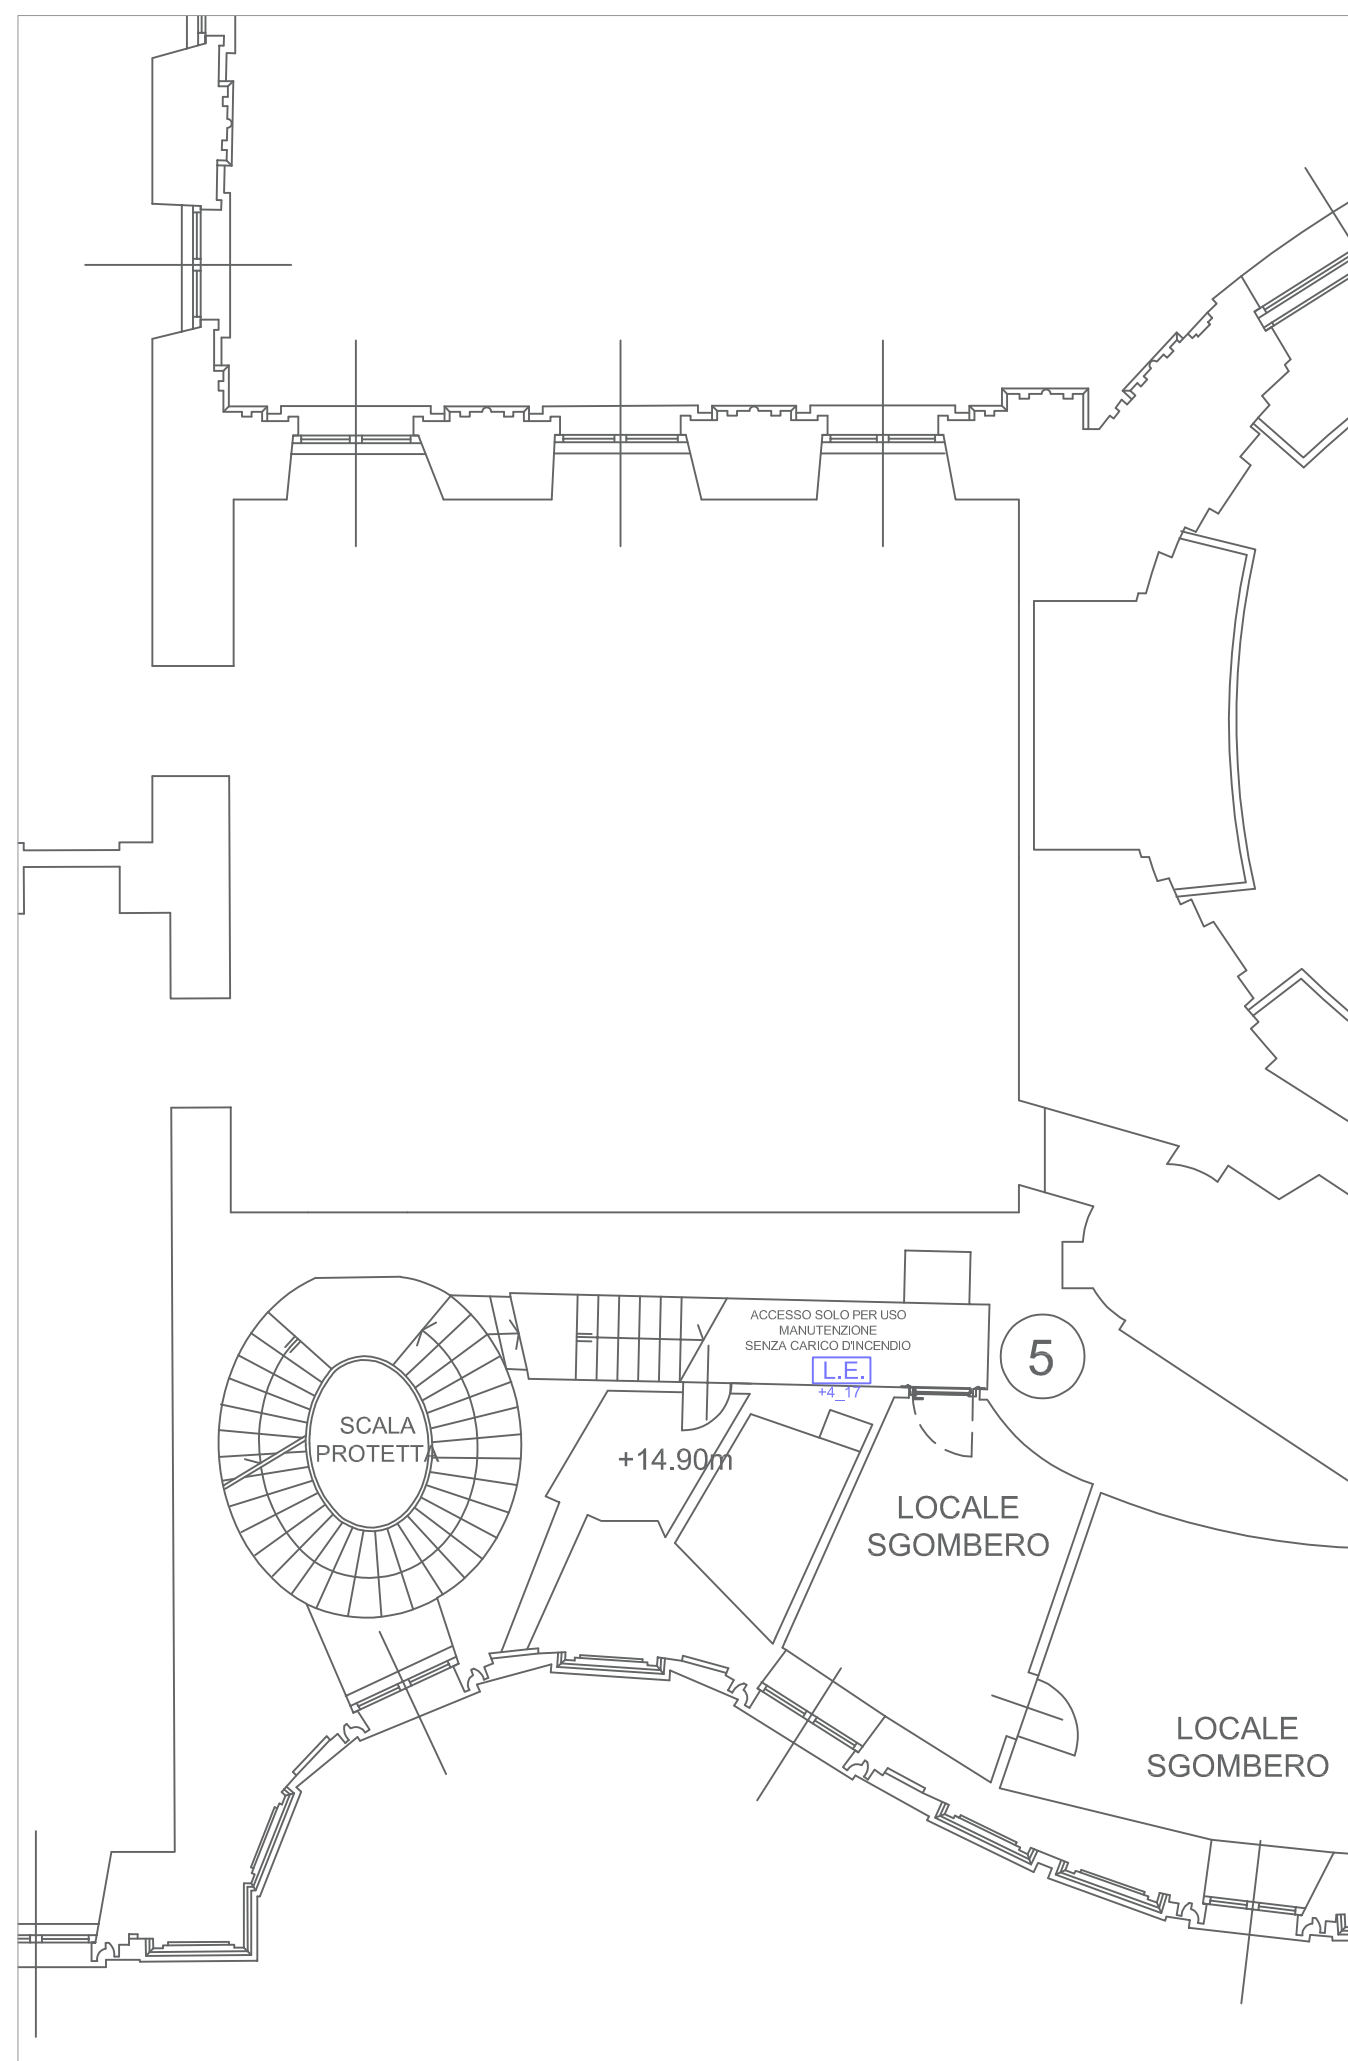 ACCESSO SOLO PER USO
MANUTENZIONE
SENZA CARICO D'INCENDIO
L.E.
+4_17
5
SCALA
PROTETTA
+14.90m
LOCALE
SGOMBERO
LOCALE
SGOMBERO